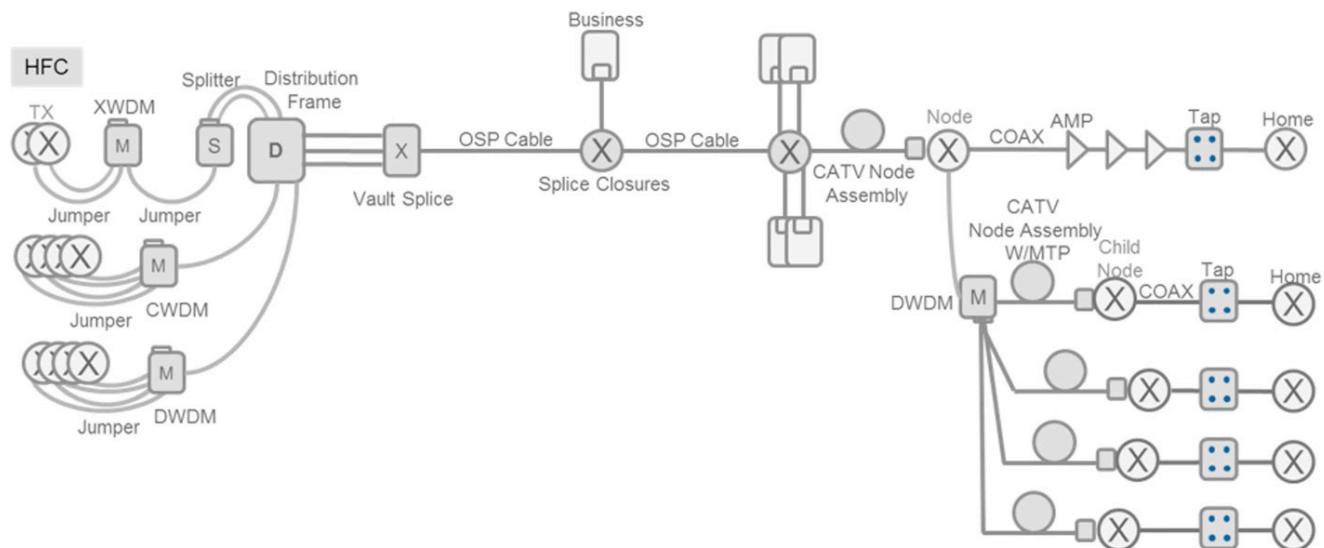 HFC
TX
XWDM
Splitter
Distribution
Frame
Business
M
S
D
X
OSP Cable
X
OSP Cable
X
Node
X
COAX
AMP
Tap
Home
X
X
X
Jumper
Jumper
Vault Splice
Splice Closures
CATV Node
Assembly
CATV
Node Assembly
W/MTP
Child
Node
Tap
Home
X
M
CWDM
Jumper
DWDM
M
X
COAX
X
X
M
DWDM
Jumper
X
X
X
X
X
X